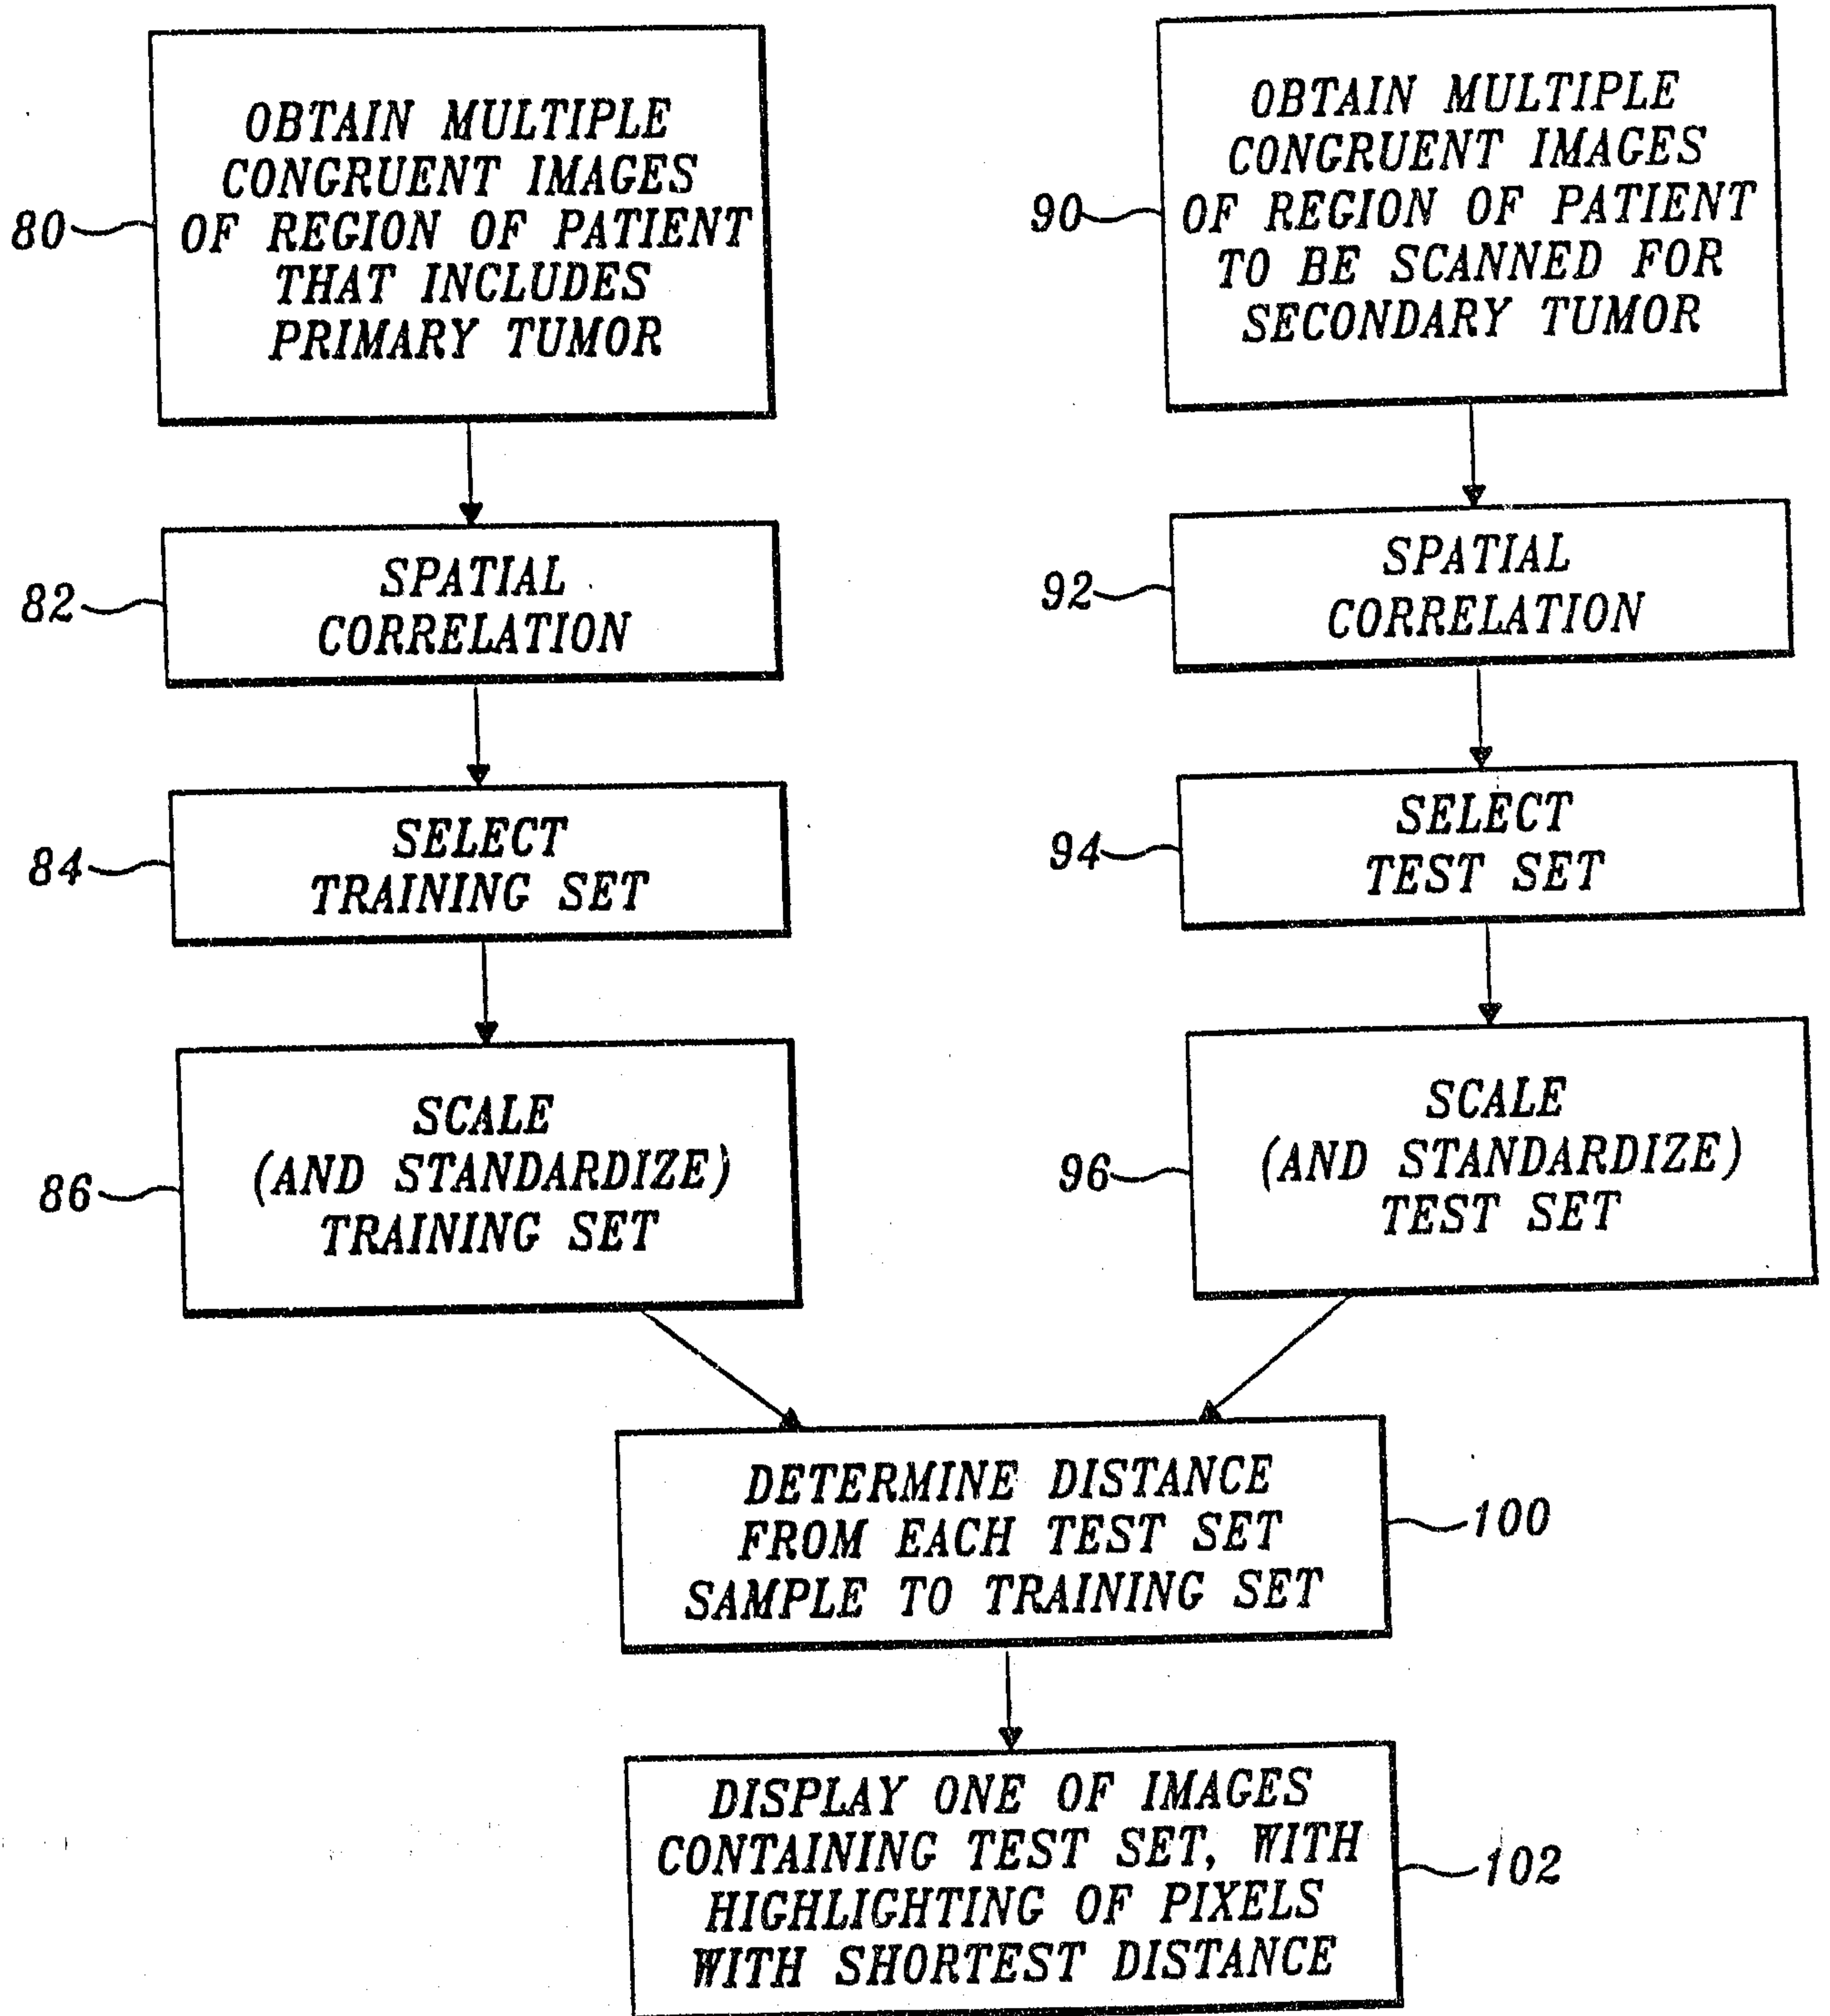 OBTAIN MULTIPLE
CONGRUENT IMAGES
OF REGION OF PATIENT
THAT INCLUDES
PRIMARY TUMOR
80
SPATIAL
CORRELATION
82
SELECT
TRAINING SET
84
SCALE
(AND STANDARDIZE)
TRAINING SET
86
OBTAIN MULTIPLE
CONGRUENT IMAGES
OF REGION OF PATIENT
TO BE SCANNED FOR
SECONDARY TUMOR
90
SPATIAL
CORRELATION
92
SELECT
TEST SET
94
SCALE
(AND STANDARDIZE)
TEST SET
96
DETERMINE DISTANCE
FROM EACH TEST SET
SAMPLE TO TRAINING SET
100
DISPLAY ONE OF IMAGES
CONTAINING TEST SET, WITH
HIGHLIGHTING OF PIXELS
WITH SHORTEST DISTANCE
102